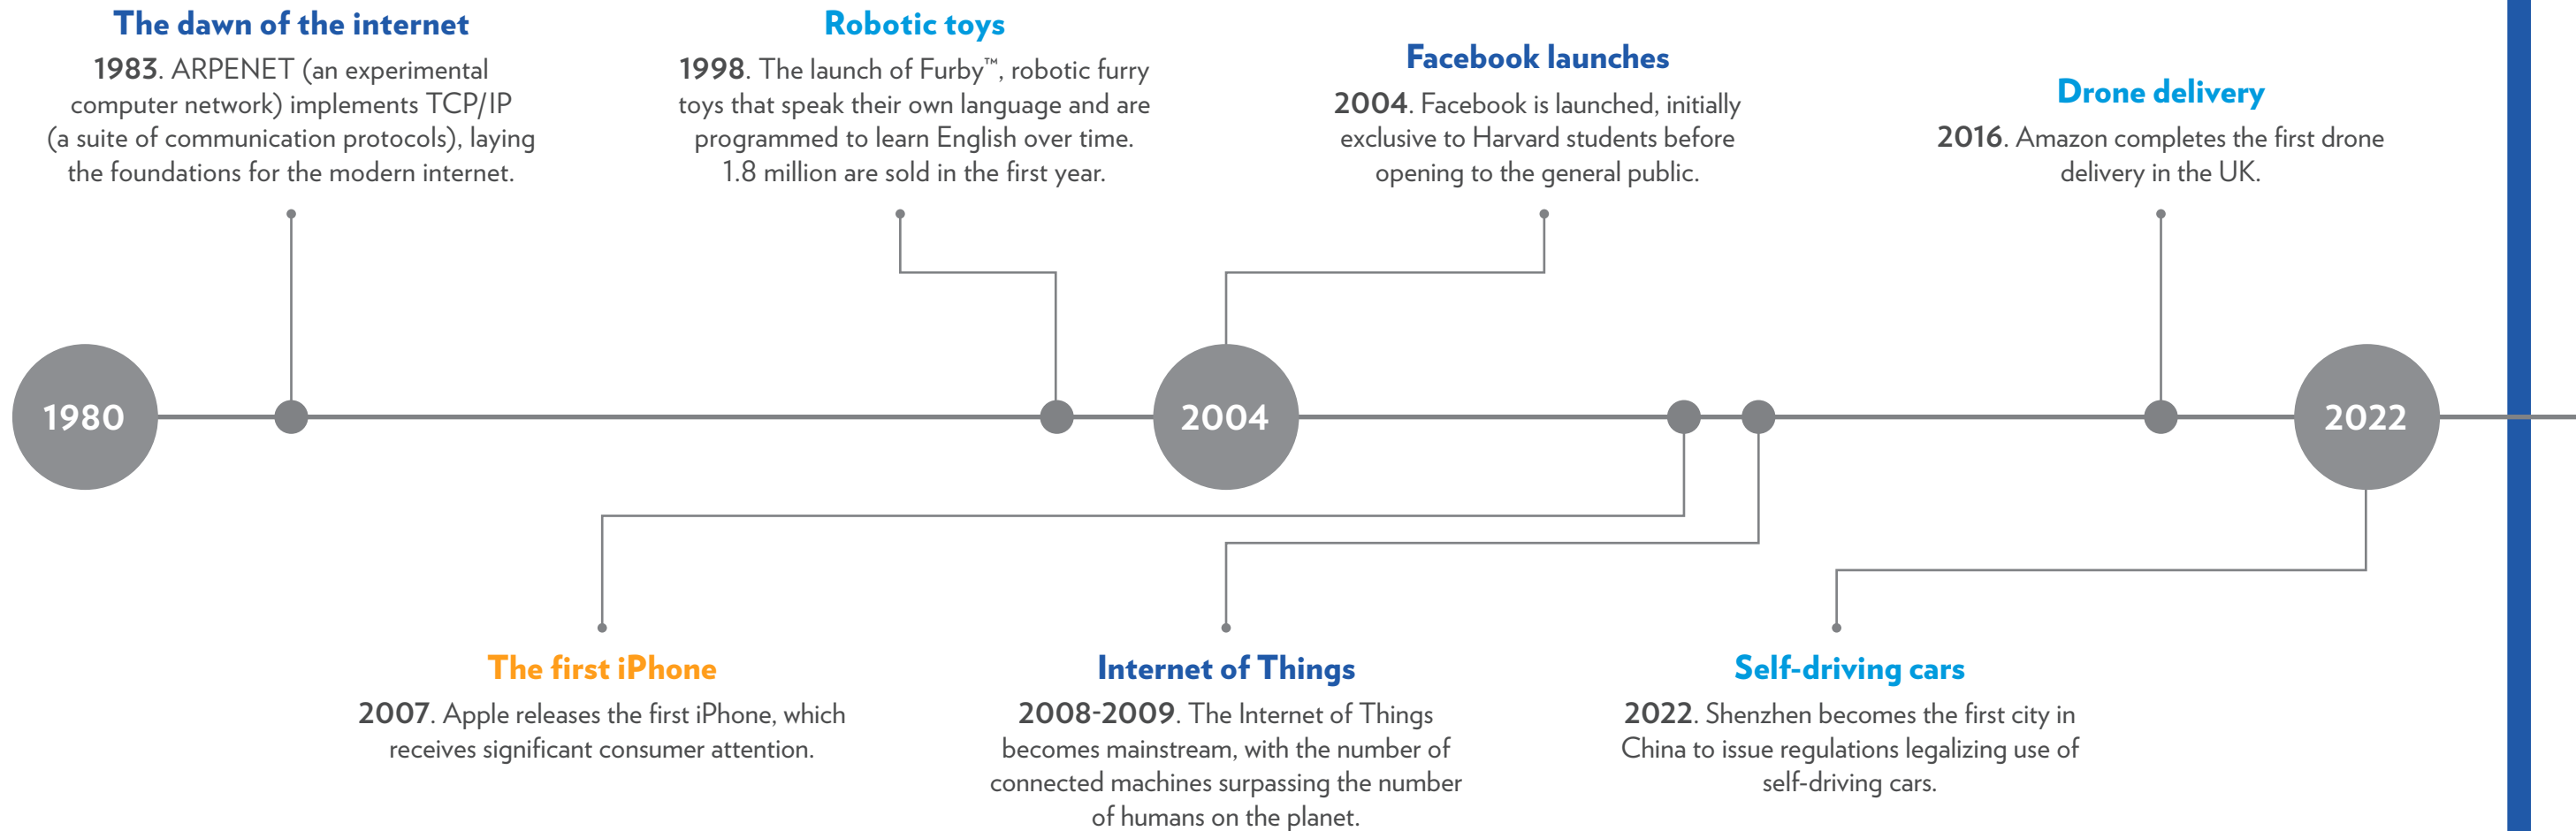 The dawn of the internet
1983. ARPENET (an experimental
computer network) implements TCP/IP
(a suite of communication protocols), laying
the foundations for the modern internet.
Robotic toys
1998. The launch of Furby™, robotic furry
toys that speak their own language and are
programmed to learn English over time.
1.8 million are sold in the first year.
Facebook launches
2004. Facebook is launched, initially
exclusive to Harvard students before
opening to the general public.
Drone delivery
2016. Amazon completes the first drone
delivery in the UK.
1980
2004
2022
The first iPhone
2007. Apple releases the first iPhone, which
receives significant consumer attention.
Internet of Things
2008-2009. The Internet of Things
becomes mainstream, with the number of
connected machines surpassing the number
of humans on the planet.
Self-driving cars
2022. Shenzhen becomes the first city in
China to issue regulations legalizing use of
self-driving cars.